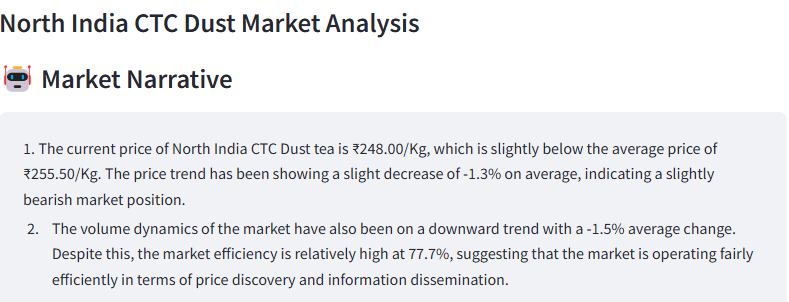 North India CTC Dust Market Analysis
Market Narrative
1. The current price of North India CTC Dust tea is ₹248.00/Kg, which is slightly below the average price of
₹255.50/Kg. The price trend has been showing a slight decrease of -1.3% on average, indicating a slightly
bearish market position.
2. The volume dynamics of the market have also been on a downward trend with a -1.5% average change.
Despite this, the market efficiency is relatively high at 77.7%, suggesting that the market is operating fairly
efficiently in terms of price discovery and information dissemination.